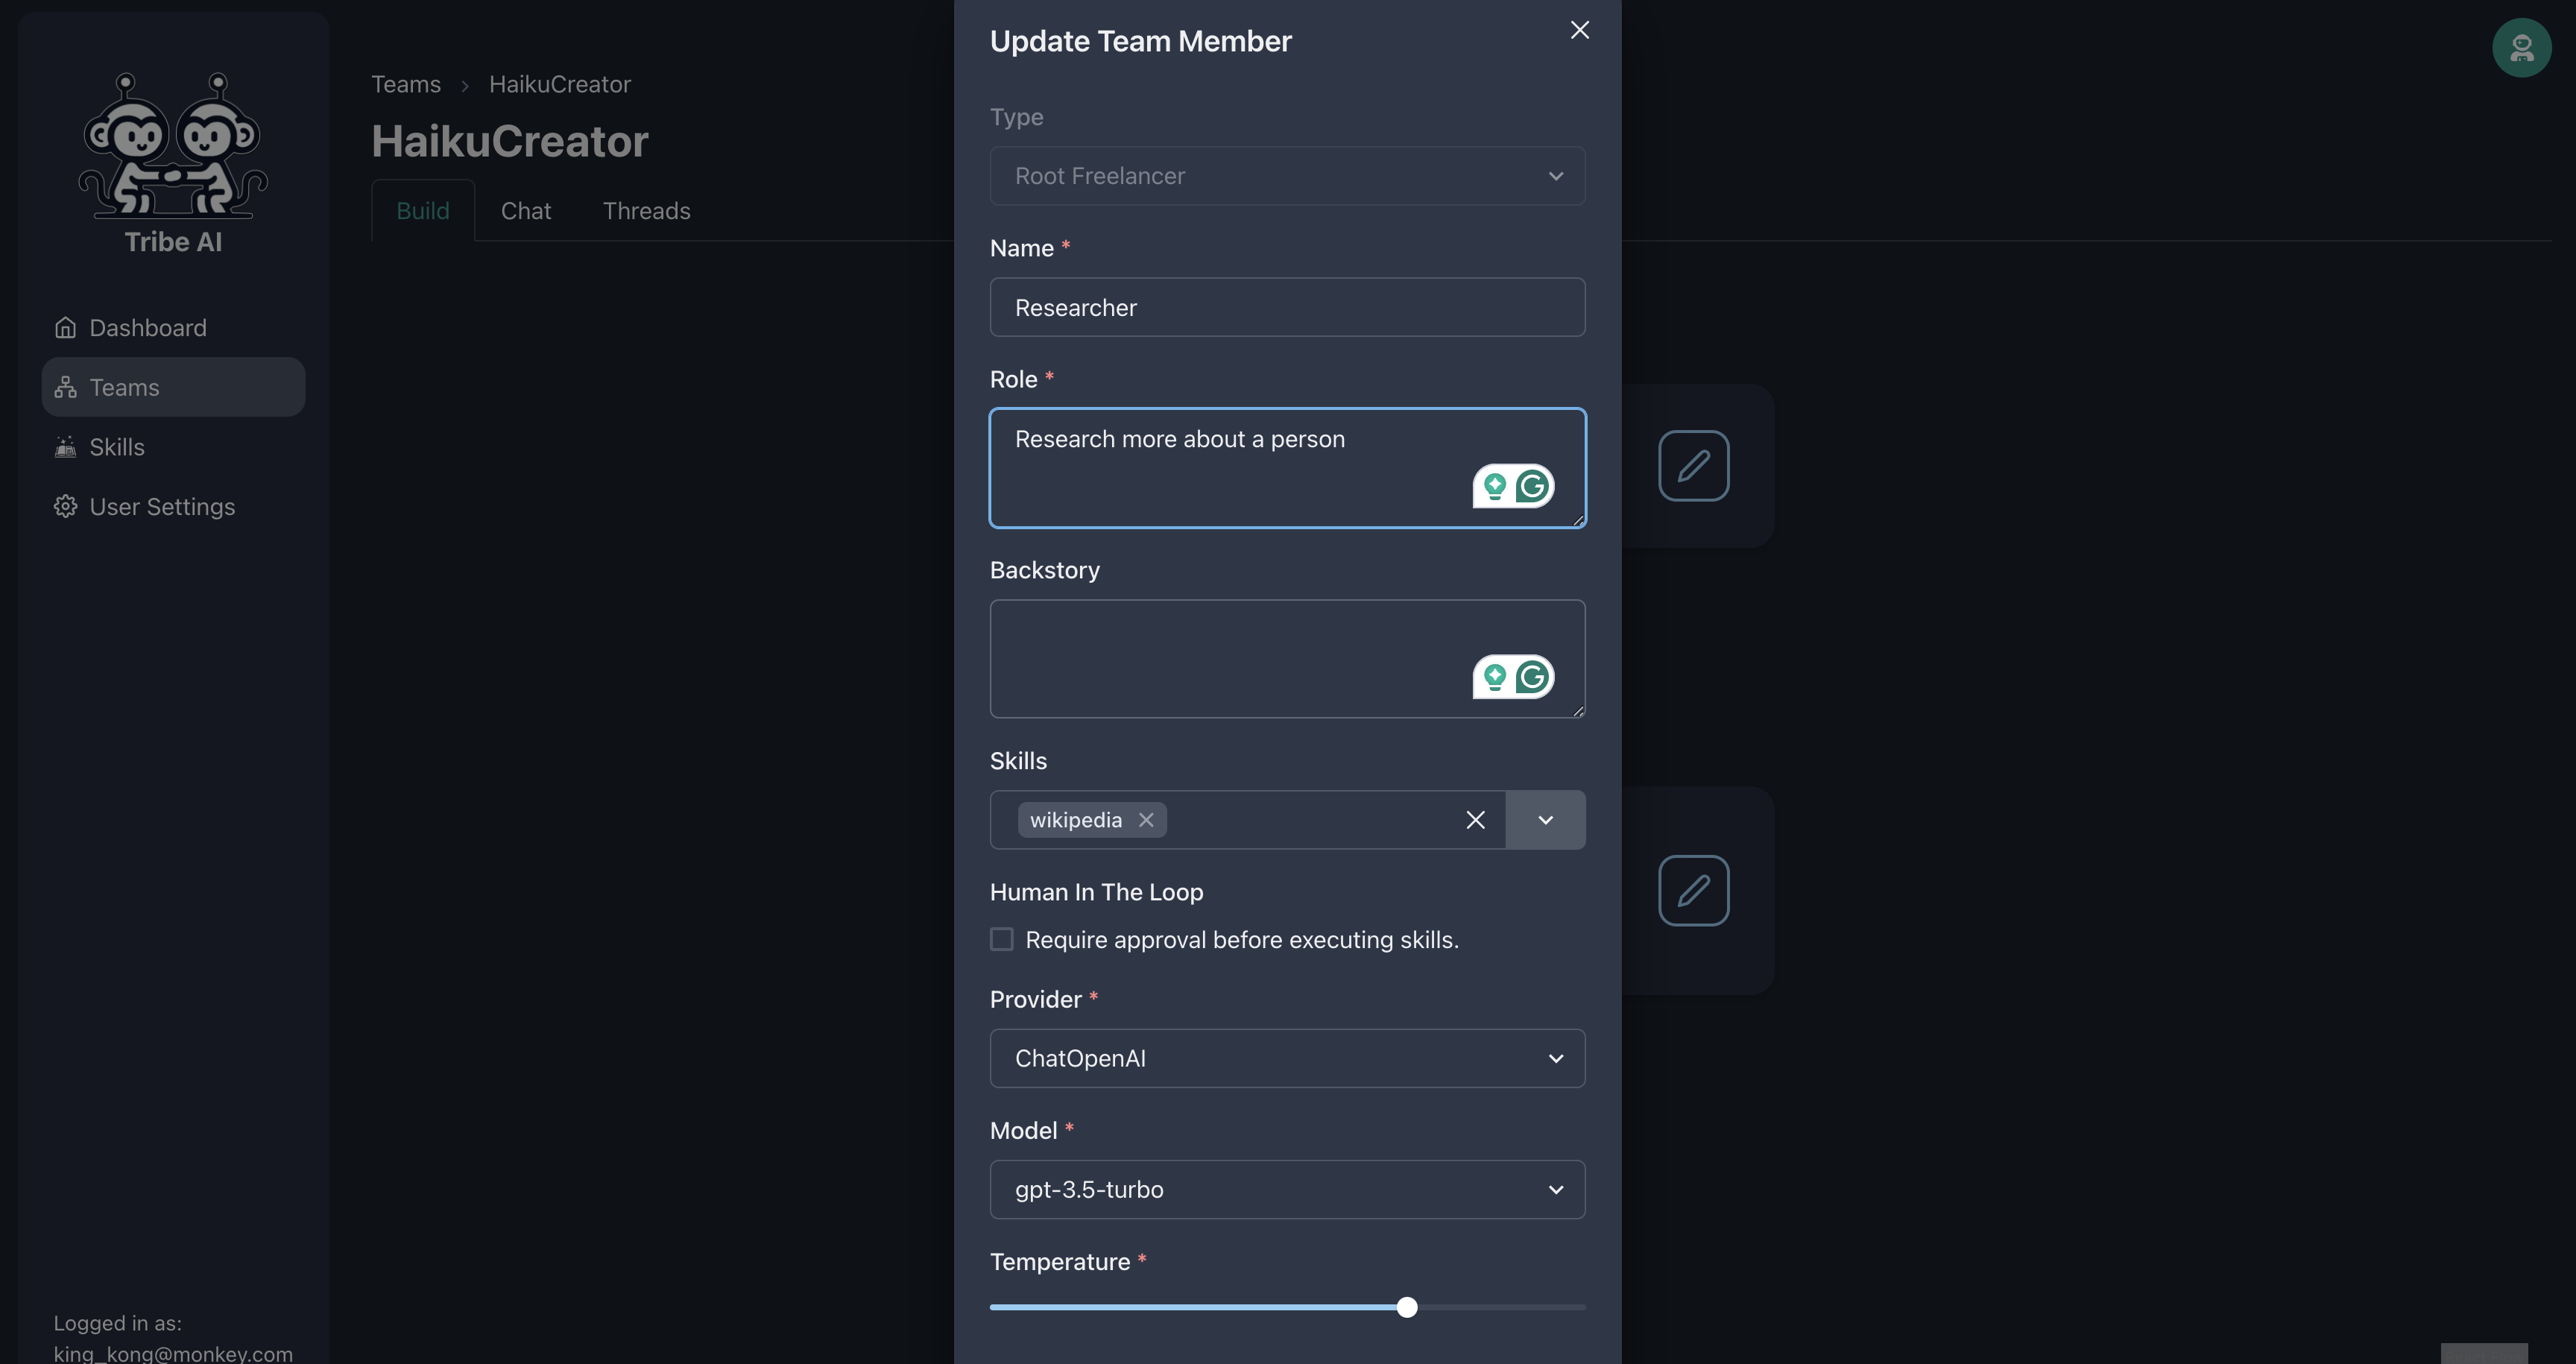 Tribe AI
Dashboard
Teams
Skills
User Settings
Logged in as:
king_kong@monkey.com
Teams > HaikuCreator
HaikuCreator
Build Chat Threads
Update Team Member
Type
Root Freelancer
Name *
Researcher
Role *
Research more about a person
Backstory
Skills
wikipedia
Human In The Loop
Require approval before executing skills.
Provider *
ChatOpenAI
Model *
gpt-3.5-turbo
Temperature *